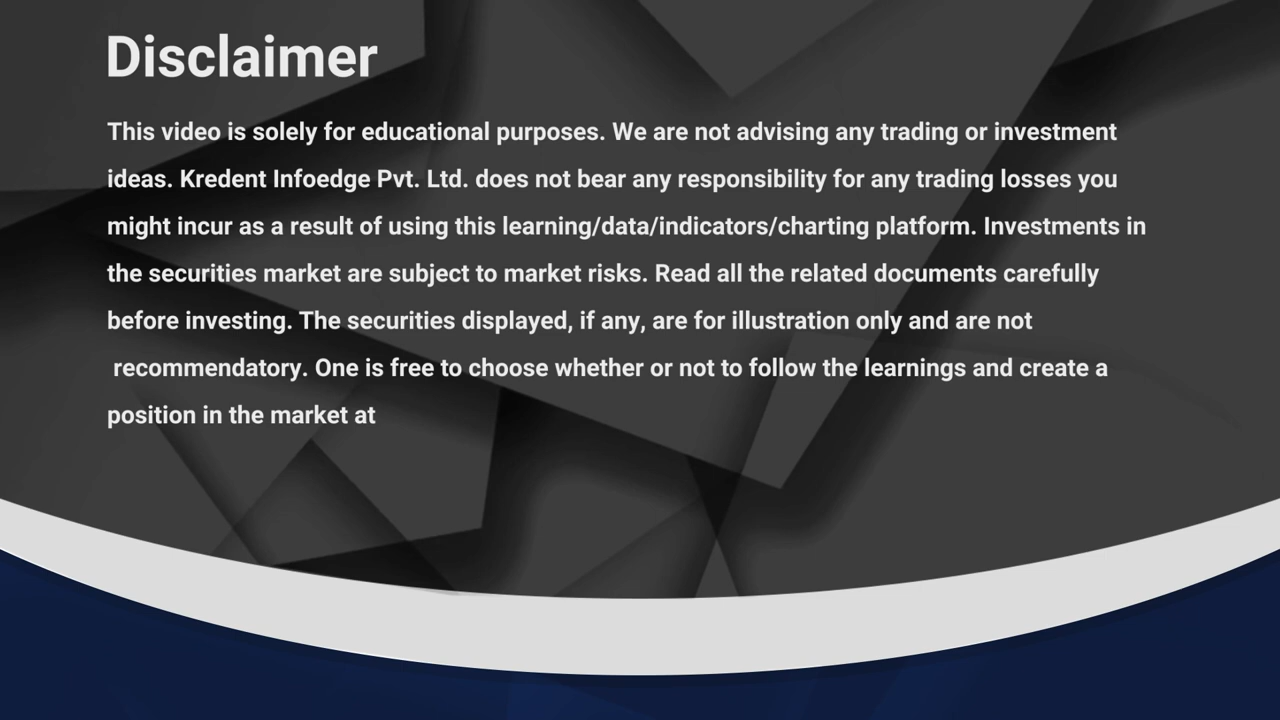 Disclaimer
This video is solely for educational purposes. We are not advising any trading or investment
ideas. Kredent Infoedge Pvt. Ltd. does not bear any responsibility for any trading losses you
might incur as a result of using this learning/data/indicators/charting platform. Investments in
the securities market are subject to market risks. Read all the related documents carefully
before investing. The securities displayed, if any, are for illustration only and are not
recommendatory. One is free to choose whether or not to follow the learnings and create a
position in the market at